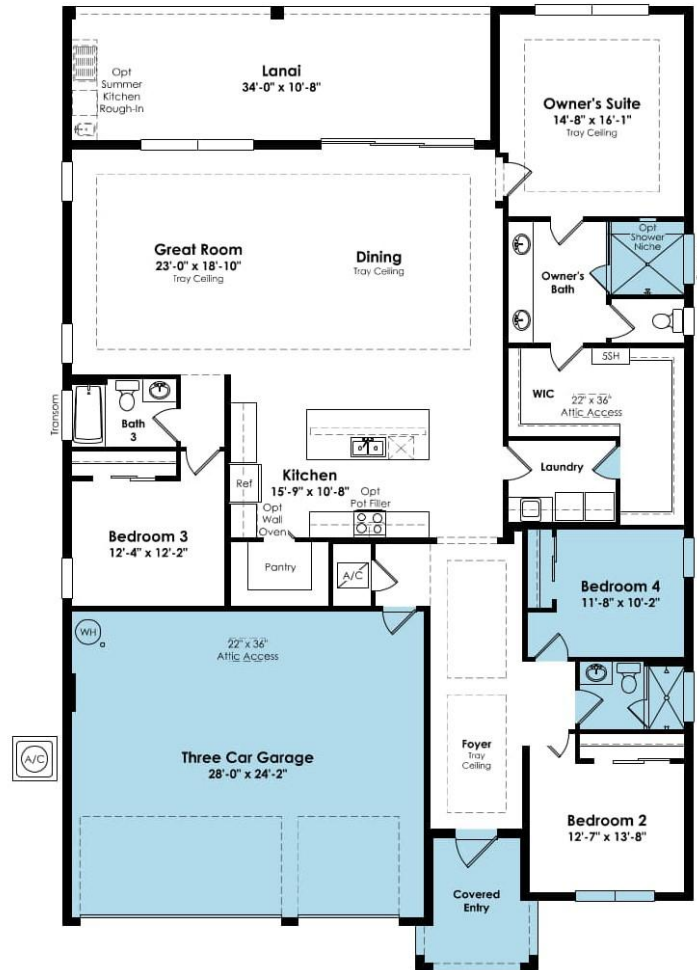 Lanai
34'-0" x 10'-8"
Opt
Summer
Kitchen
Rough-In
Owner's Suite
14'-8" x 16'-1"
Tray Ceiling
Great Room
23'-0" x 18'-10"
Tray Ceiling
Dining
Tray Ceiling
Opt
Shower
Niche
Owner's
Bath
5SH
WIC
22" x 36"
Attic Access
Transom
Bath
3
Laundry
Kitchen
15'-9" x 10'-8"
Ref
Opt
Pot Filler
Opt
Wall
Oven
Bedroom 3
12'-4" x 12'-2"
Pantry
A/C
Bedroom 4
11'-8" x 10'-2"
WH
22" x 36"
Attic Access
A/C
Three Car Garage
28'-0" x 24'-2"
Foyer
Tray
Ceiling
Bedroom 2
12'-7" x 13'-8"
Covered
Entry